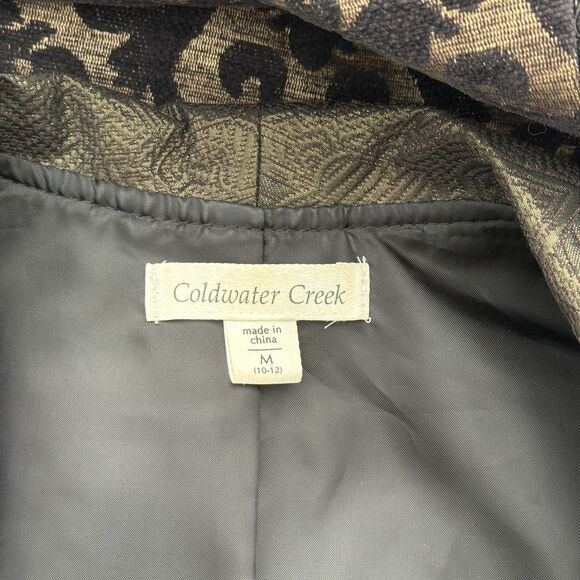 Coldwater Creek
made in
china
M
(10-12)